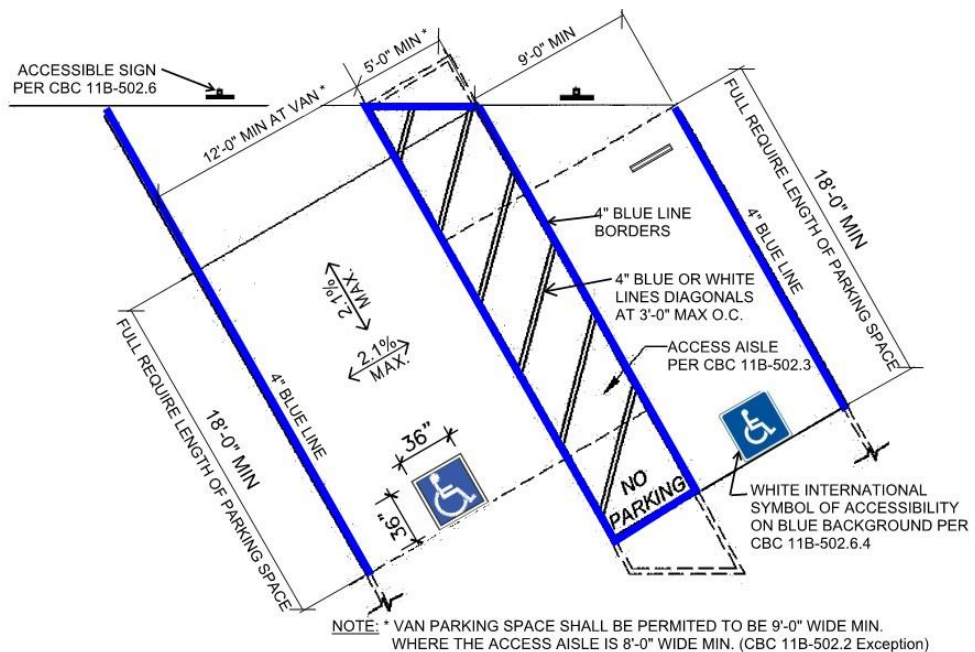 5'-0" MIN *
9'-0" MIN
ACCESSIBLE SIGN
PER CBC 11B-502.6
12'-0" MIN AT VAN *
18'-0" MIN
FULL REQUIRE LENGTH OF PARKING SPACE
4" BLUE LINE
BORDERS
4" BLUE LINE
4" BLUE OR WHITE
LINES DIAGONALS
AT 3'-0" MAX O.C.
2.1%
MAX.
2.1%
MAX.
ACCESS AISLE
PER CBC 11B-502.3
4" BLUE LINE
18'-0" MIN
FULL REQUIRE LENGTH OF PARKING SPACE
36"
36"
NO
PARKING
WHITE INTERNATIONAL
SYMBOL OF ACCESSIBILITY
ON BLUE BACKGROUND PER
CBC 11B-502.6.4
NOTE: * VAN PARKING SPACE SHALL BE PERMITED TO BE 9'-0" WIDE MIN.
WHERE THE ACCESS AISLE IS 8'-0" WIDE MIN. (CBC 11B-502.2 Exception)